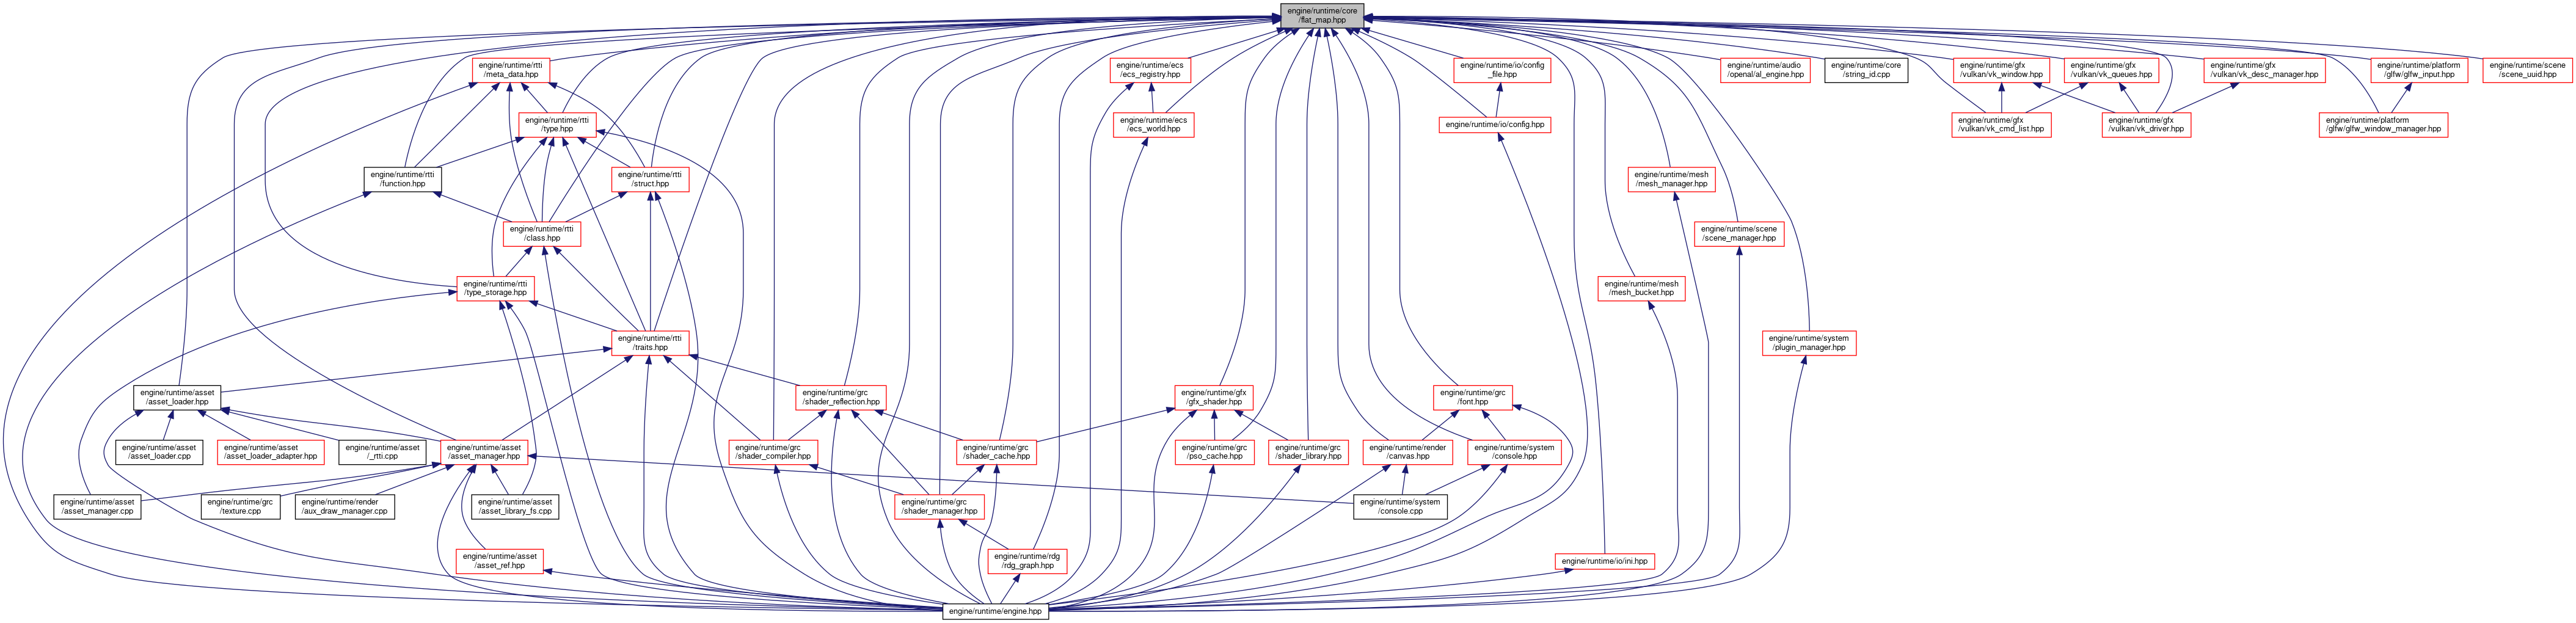 engine/runtime/core
/flat_map.hpp
engine/runtime/rtti
/meta_data.hpp
engine/runtime/ecs
/ecs_registry.hpp
engine/runtime/io/config
_file.hpp
engine/runtime/audio
/openal/al_engine.hpp
engine/runtime/core
/string_id.cpp
engine/runtime/gfx
/vulkan/vk_window.hpp
engine/runtime/gfx
/vulkan/vk_queues.hpp
engine/runtime/gfx
/vulkan/vk_desc_manager.hpp
engine/runtime/platform
/glfw/glfw_input.hpp
engine/runtime/scene
/scene_uuid.hpp
engine/runtime/rtti
/type.hpp
engine/runtime/ecs
/ecs_world.hpp
engine/runtime/io/config.hpp
engine/runtime/gfx
/vulkan/vk_cmd_list.hpp
engine/runtime/gfx
/vulkan/vk_driver.hpp
engine/runtime/platform
/glfw/glfw_window_manager.hpp
engine/runtime/rtti
/function.hpp
engine/runtime/rtti
/struct.hpp
engine/runtime/mesh
/mesh_manager.hpp
engine/runtime/rtti
/class.hpp
engine/runtime/scene
/scene_manager.hpp
engine/runtime/rtti
/type_storage.hpp
engine/runtime/mesh
/mesh_bucket.hpp
engine/runtime/rtti
/traits.hpp
engine/runtime/system
/plugin_manager.hpp
engine/runtime/asset
/asset_loader.hpp
engine/runtime/grc
/shader_reflection.hpp
engine/runtime/gfx
/gfx_shader.hpp
engine/runtime/grc
/font.hpp
engine/runtime/asset
/asset_loader.cpp
engine/runtime/asset
/asset_loader_adapter.hpp
engine/runtime/asset
/_rtti.cpp
engine/runtime/asset
/asset_manager.hpp
engine/runtime/grc
/shader_compiler.hpp
engine/runtime/grc
/shader_cache.hpp
engine/runtime/grc
/pso_cache.hpp
engine/runtime/grc
/shader_library.hpp
engine/runtime/render
/canvas.hpp
engine/runtime/system
/console.hpp
engine/runtime/asset
/asset_manager.cpp
engine/runtime/grc
/texture.cpp
engine/runtime/render
/aux_draw_manager.cpp
engine/runtime/asset
/asset_library_fs.cpp
engine/runtime/grc
/shader_manager.hpp
engine/runtime/system
/console.cpp
engine/runtime/asset
/asset_ref.hpp
engine/runtime/rdg
/rdg_graph.hpp
engine/runtime/io/ini.hpp
engine/runtime/engine.hpp